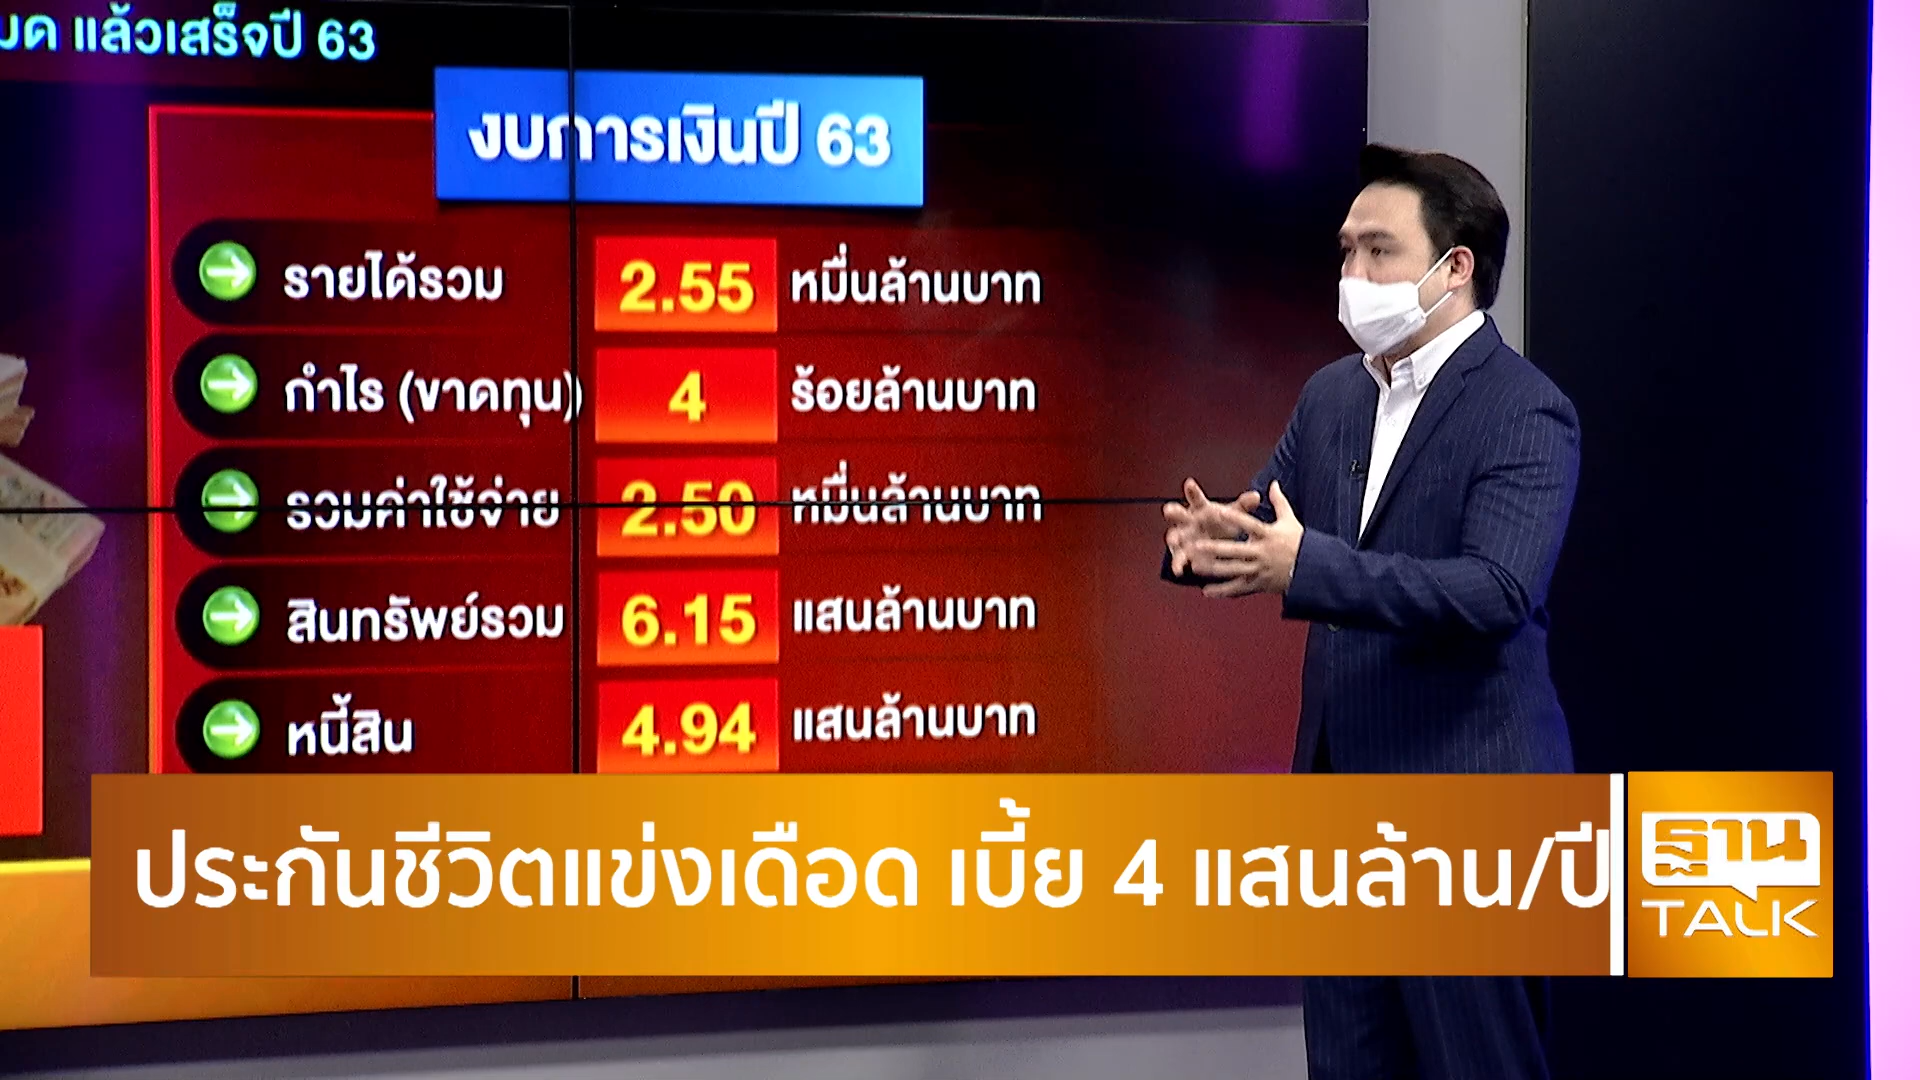 แล้วเสร็จปี 63
งบการเงินปี 63
รายได้รวม 2.55 หมื่นล้านบาท
กำไร (ขาดทุน) 4 ร้อยล้านบาท
รวมค่าใช้จ่าย 2.50 หมื่นล้านบาท
สินทรัพย์รวม 6.15 แสนล้านบาท
หนี้สิน 4.94 แสนล้านบาท
ประกันชีวิตแข่งเดือด เบี้ย 4 แสนล้าน/ปี
ฐาน
TALK